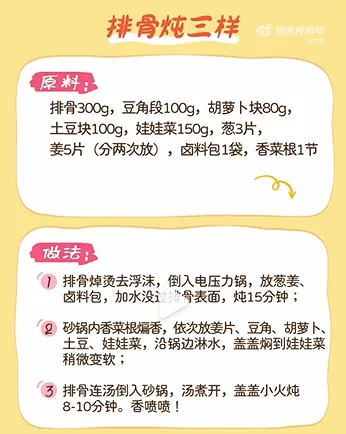 排骨炖三样
原料:
排骨300g，豆角段100g，胡萝卜块80g，
土豆块100g，娃娃菜150g，葱3片，
姜5片（分两次放），卤料包1袋，香菜根1节
做法:
1 排骨焯烫去浮沫，倒入电压力锅，放葱姜、
卤料包，加水没过排骨表面，炖15分钟；
2 砂锅内香菜根煸香，依次放姜片、豆角、胡萝卜、
土豆、娃娃菜，沿锅边淋水，盖盖焖到娃娃菜
稍微变软；
3 排骨连汤倒入砂锅，汤煮开，盖盖小火炖
8-10分钟。香喷喷！